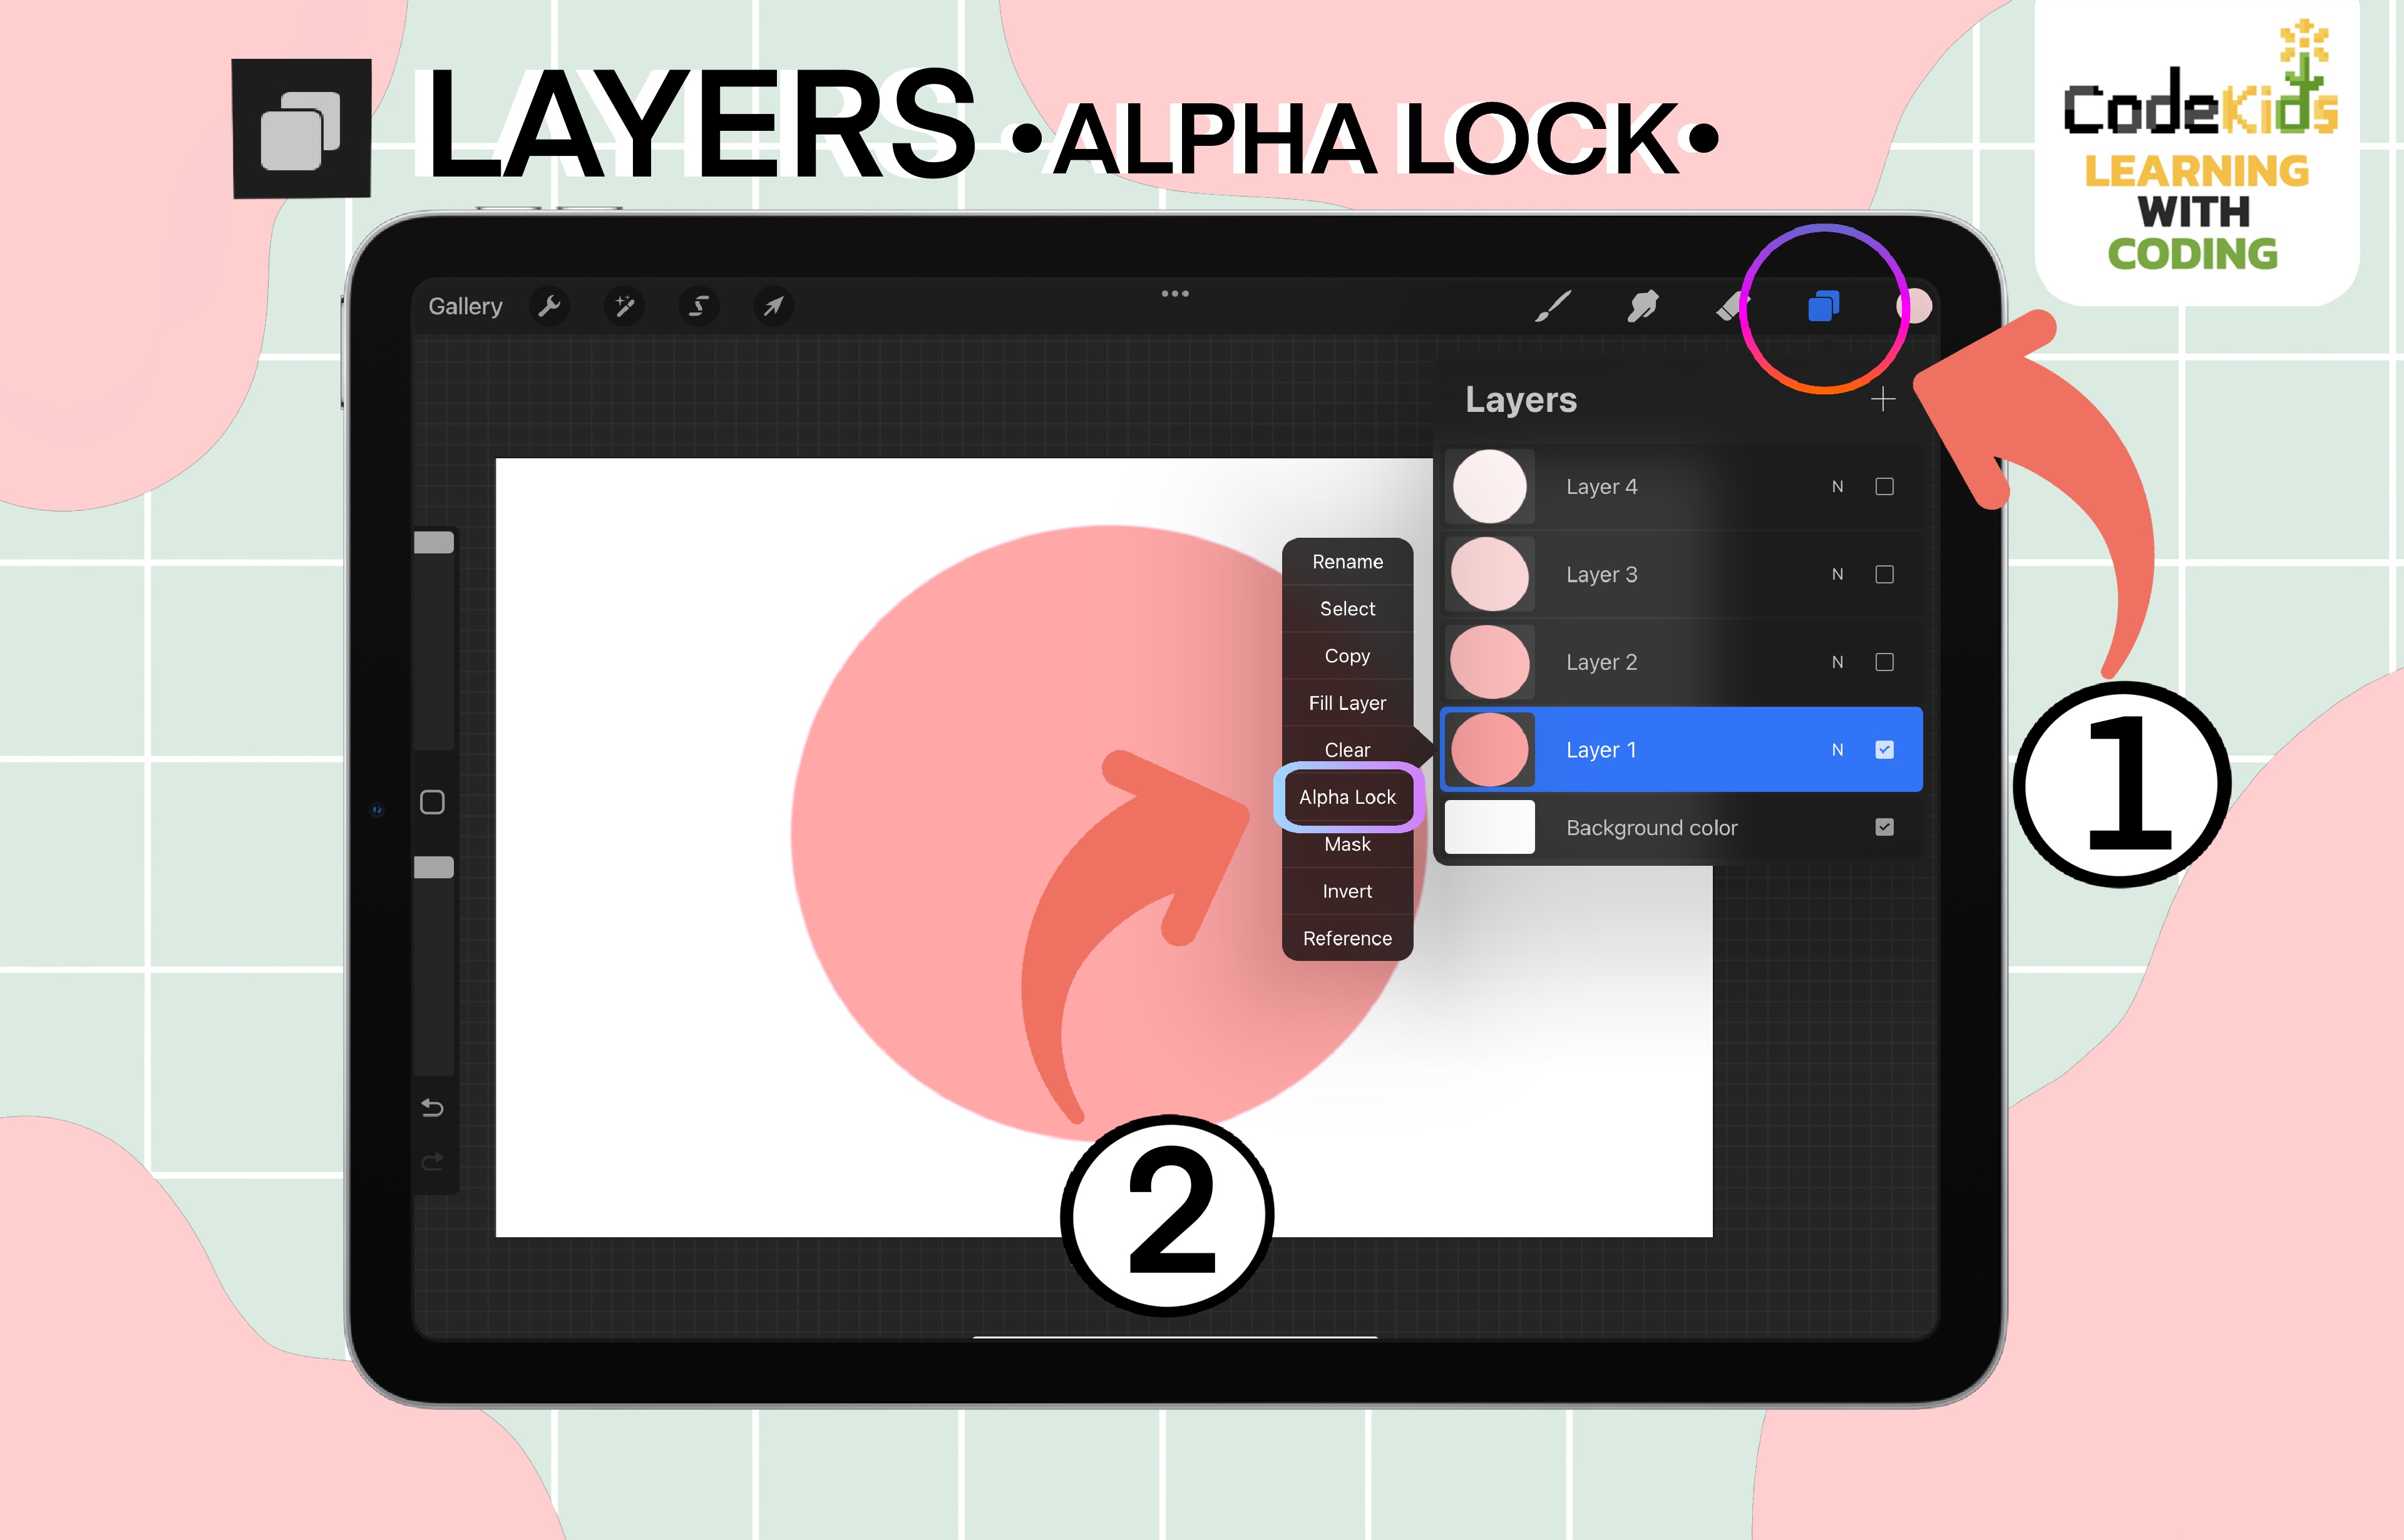 LAYERS •ALPHA LOCK•
CodeKids
LEARNING
WITH
CODING
Gallery
Layers
Layer 4 N
Layer 3 N
Layer 2 N
Layer 1 N
Background color
Rename
Select
Copy
Fill Layer
Clear
Alpha Lock
Mask
Invert
Reference
1
2